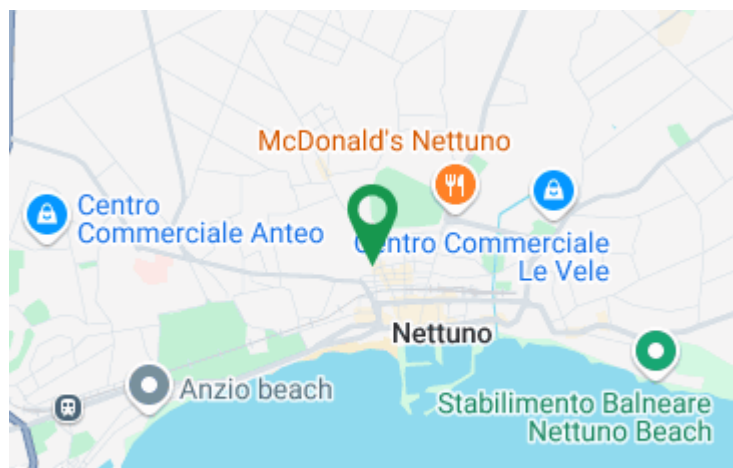 McDonald's Nettuno
Centro
Commerciale Anteo
Centro Commerciale
Le Vele
Nettuno
Anzio beach
Stabilimento Balneare
Nettuno Beach